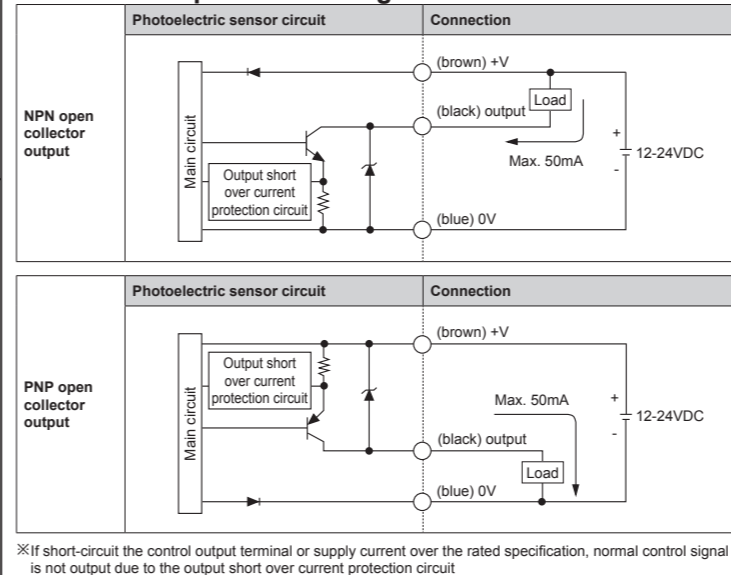 Photoelectric sensor circuit
Connection
NPN open
collector
output
Main circuit
Output short
over current
protection circuit
(brown) +V
(black) output
Load
Max. 50mA
+
12-24VDC
-
(blue) 0V
Photoelectric sensor circuit
Connection
PNP open
collector
output
Main circuit
Output short
over current
protection circuit
(brown) +V
Max. 50mA
+
12-24VDC
-
(black) output
Load
(blue) 0V
※If short-circuit the control output terminal or supply current over the rated specification, normal control signal
is not output due to the output short over current protection circuit